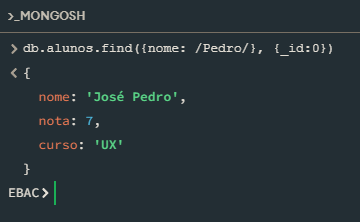 >_MONGOSH
> db.alunos.find({nome: /Pedro/}, {_id:0})
< {
nome: 'José Pedro',
nota: 7,
curso: 'UX'
}
EBAC>